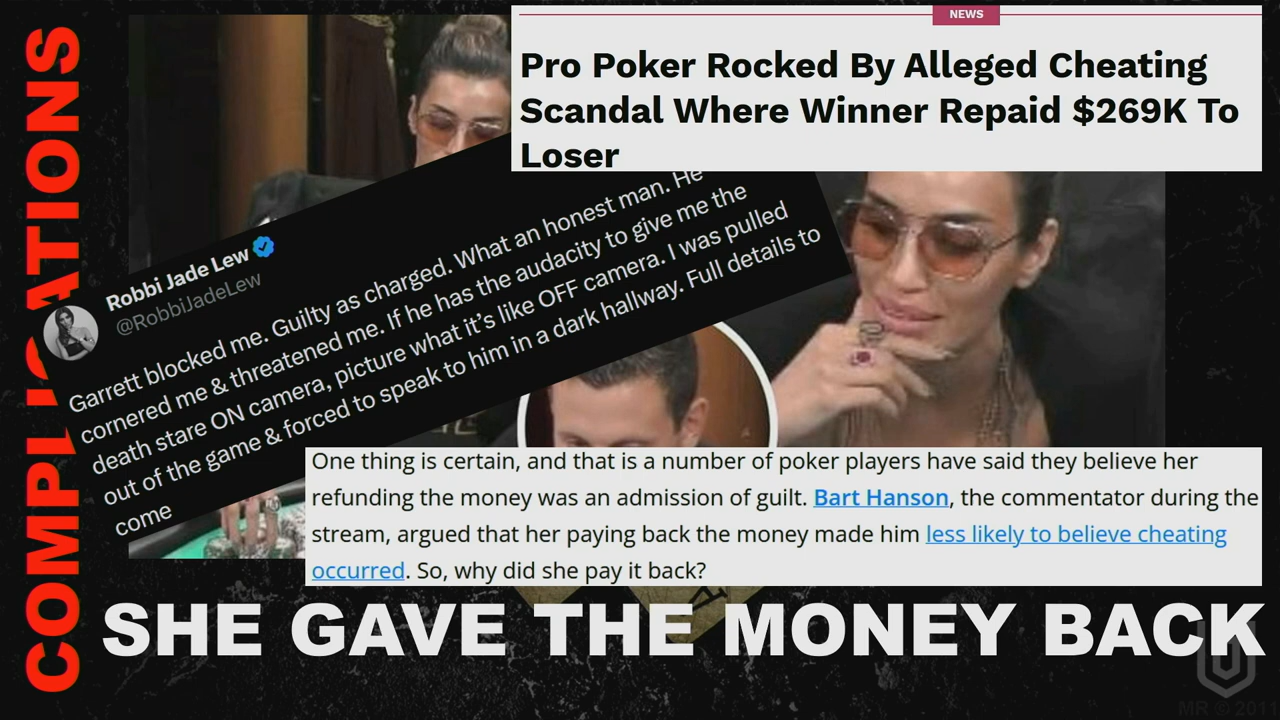 NEWS
Pro Poker Rocked By Alleged Cheating
Scandal Where Winner Repaid $269K To
Loser
COMPLICATIONS
Robbi Jade Lew
@RobbiJadeLew
Garrett blocked me. Guilty as charged. What an honest man. He
cornered me & threatened me. If he has the audacity to give me the
death stare ON camera, picture what it's like OFF camera. I was pulled
out of the game & forced to speak to him in a dark hallway. Full details to
come
One thing is certain, and that is a number of poker players have said they believe her
refunding the money was an admission of guilt. Bart Hanson, the commentator during the
stream, argued that her paying back the money made him less likely to believe cheating
occurred. So, why did she pay it back?
SHE GAVE THE MONEY BACK